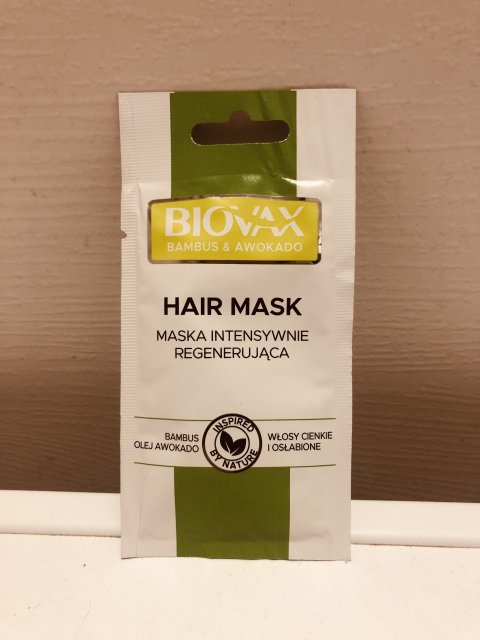 BIOVAX
BAMBUS & AWOKADO
HAIR MASK
MASKA INTENSYWNIE
REGENERUJĄCA
BAMBUS
OLEJ AWOKADO
INSPIRED
BY NATURE
WŁOSY CIENKIE
I OSŁABIONE